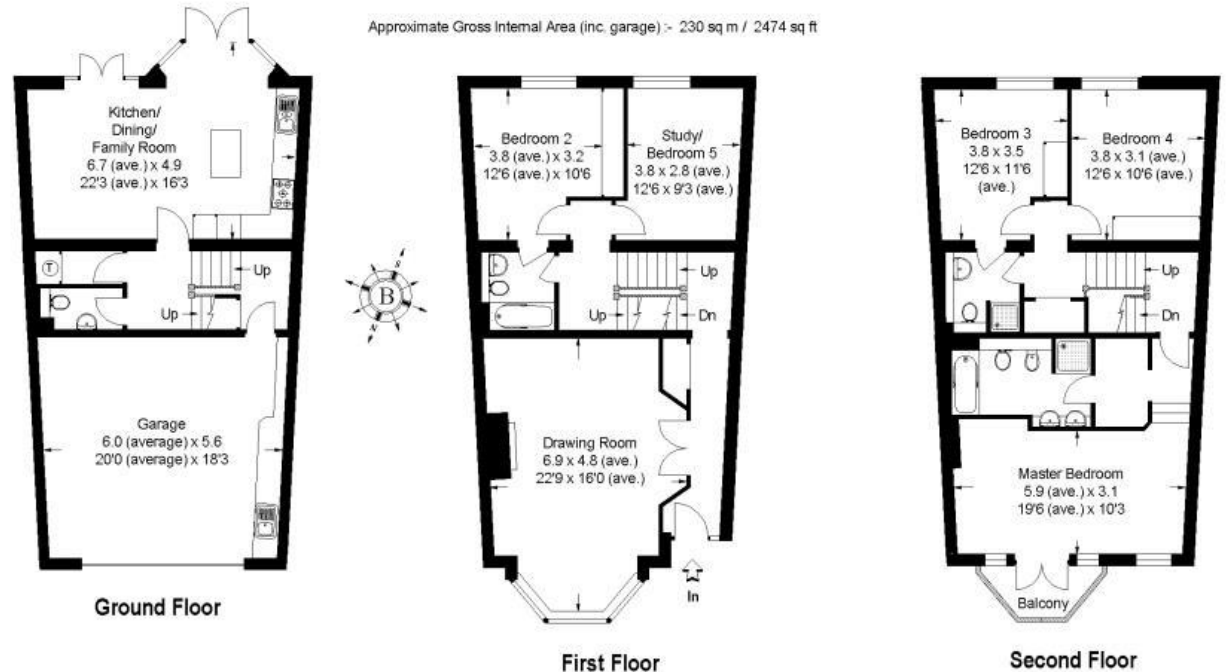 Approximate Gross Internal Area (inc. garage) :- 230 sq m / 2474 sq ft
Kitchen/
Dining/
Family Room
6.7 (ave.) x 4.9
22'3 (ave.) x 16'3
Up
T
Up
Garage
6.0 (average) x 5.6
20'0 (average) x 18'3
Ground Floor
S
B
N
Bedroom 2
3.8 (ave.) x 3.2
12'6 (ave.) x 10'6
Study/
Bedroom 5
3.8 x 2.8 (ave.)
12'6 x 9'3 (ave.)
Up
Up
Dn
Drawing Room
6.9 x 4.8 (ave.)
22'9 x 16'0 (ave.)
In
First Floor
Bedroom 3
3.8 x 3.5
12'6 x 11'6
(ave.)
Bedroom 4
3.8 x 3.1 (ave.)
12'6 x 10'6 (ave.)
Up
Dn
Master Bedroom
5.9 (ave.) x 3.1
19'6 (ave.) x 10'3
Balcony
Second Floor